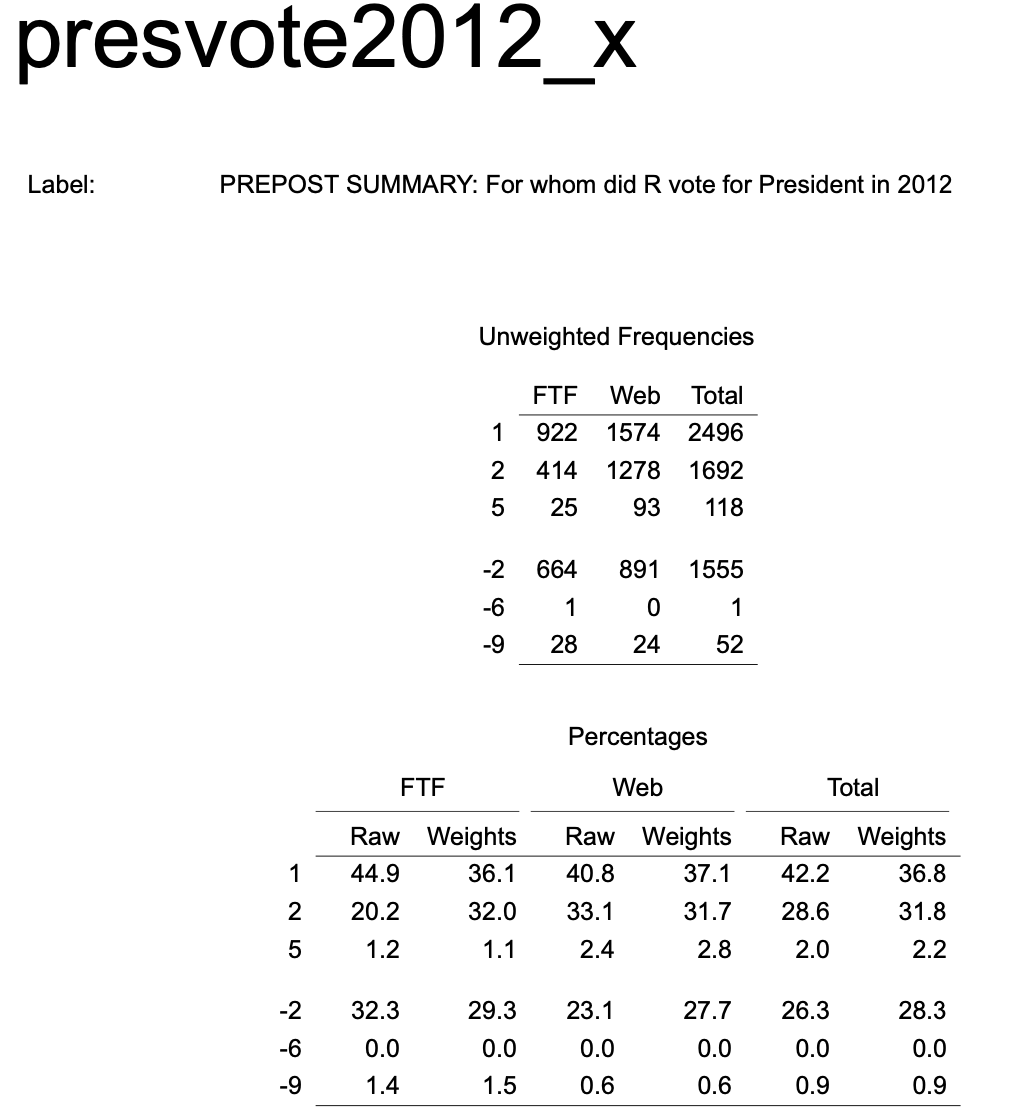 presvote2012_x
Label: PREPOST SUMMARY: For whom did R vote for President in 2012
Unweighted Frequencies
FTF Web Total
1 922 1574 2496
2 414 1278 1692
5 25 93 118
-2 664 891 1555
-6 1 0 1
-9 28 24 52
Percentages
FTF Web Total
Raw Weights Raw Weights Raw Weights
1 44.9 36.1 40.8 37.1 42.2 36.8
2 20.2 32.0 33.1 31.7 28.6 31.8
5 1.2 1.1 2.4 2.8 2.0 2.2
-2 32.3 29.3 23.1 27.7 26.3 28.3
-6 0.0 0.0 0.0 0.0 0.0 0.0
-9 1.4 1.5 0.6 0.6 0.9 0.9